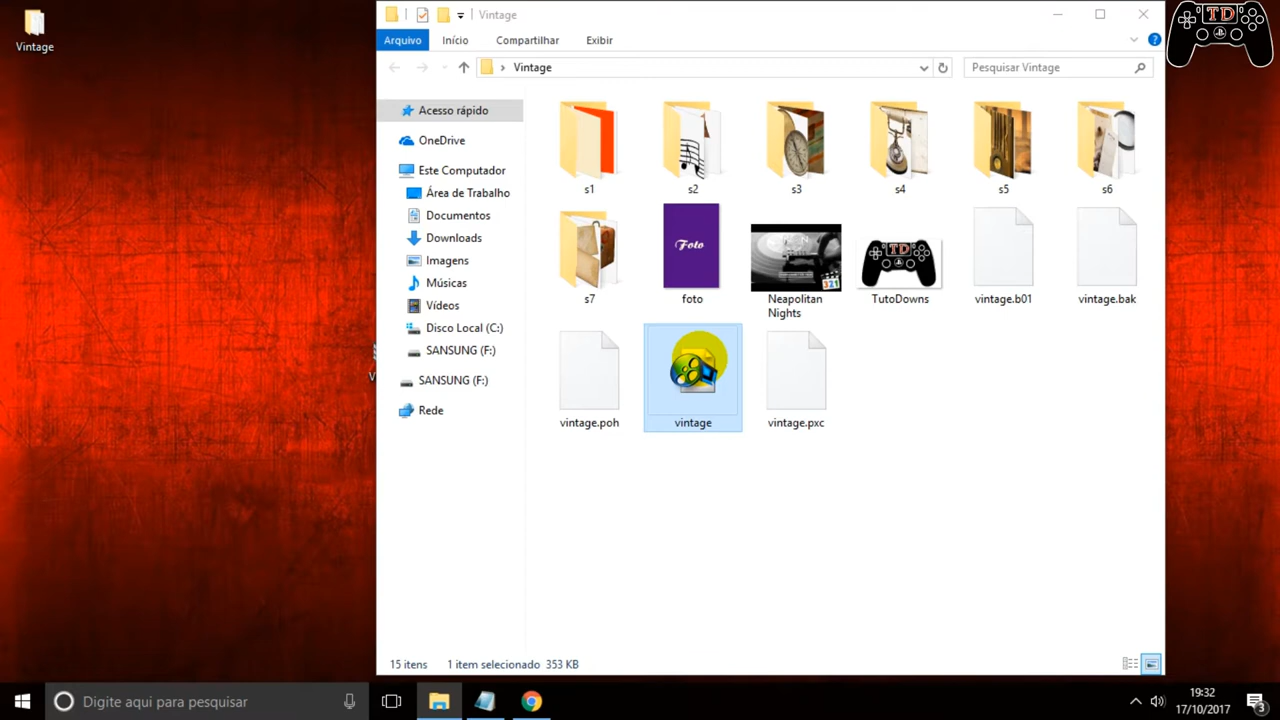 Vintage
Vintage
Arquivo
Início
Compartilhar
Exibir
TD
Vintage
Pesquisar Vintage
Acesso rápido
OneDrive
Este Computador
Área de Trabalho
Documentos
Downloads
Imagens
Músicas
Vídeos
Disco Local (C:)
SANSUNG (F:)
SANSUNG (F:)
Rede
s1
s2
s3
s4
s5
s6
Foto
321
TD
s7
foto
Neapolitan
Nights
TutoDowns
vintage.b01
vintage.bak
vintage.poh
vintage
vintage.pxc
15 itens
1 item selecionado 353 KB
Digite aqui para pesquisar
19:32
17/10/2017
3